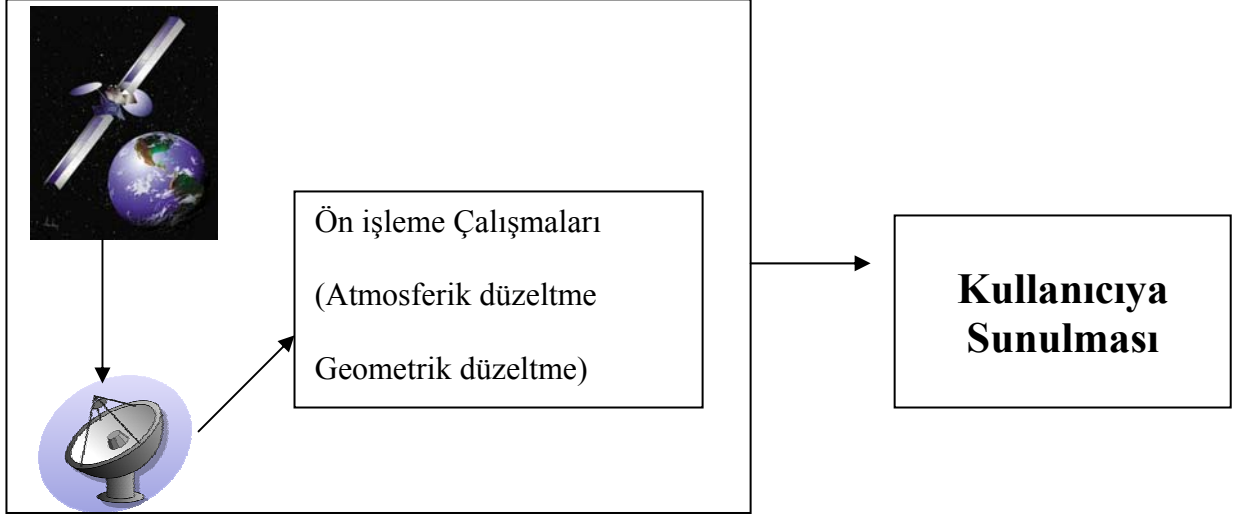 Ön işleme Çalışmaları
(Atmosferik düzeltme
Geometrik düzeltme)
Kullanıcıya
Sunulması